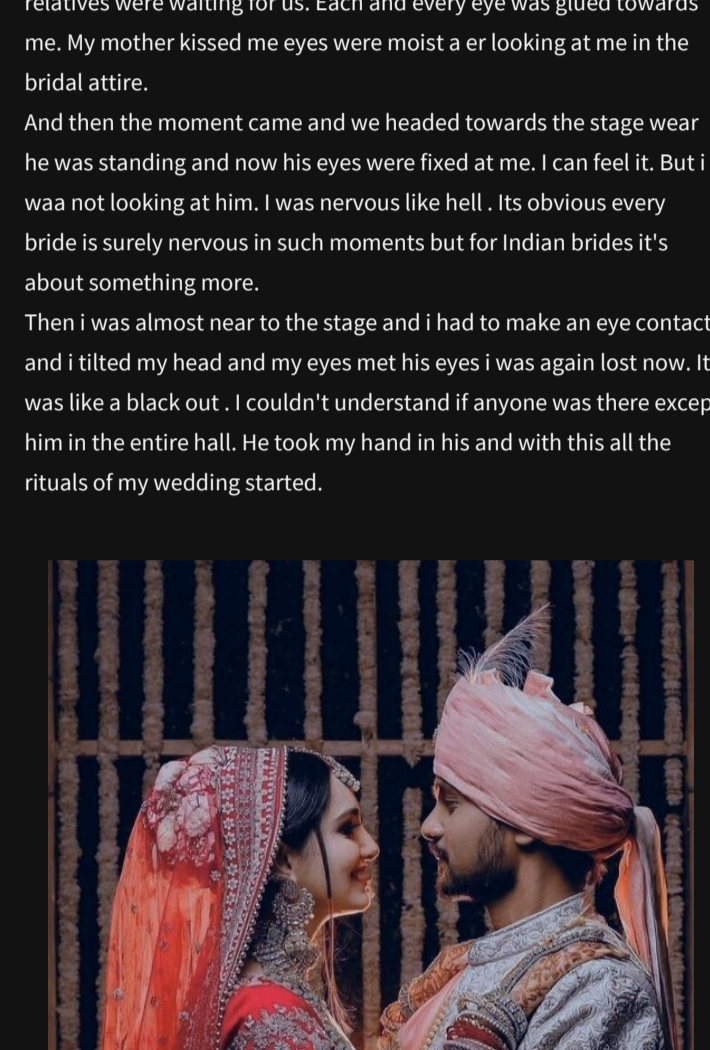 relatives were waiting for us. Each and every eye was glued towards
me. My mother kissed me eyes were moist a er looking at me in the
bridal attire.
And then the moment came and we headed towards the stage wear
he was standing and now his eyes were fixed at me. I can feel it. But i
waa not looking at him. I was nervous like hell . Its obvious every
bride is surely nervous in such moments but for Indian brides it's
about something more.
Then i was almost near to the stage and i had to make an eye contact
and i tilted my head and my eyes met his eyes i was again lost now. It
was like a black out . I couldn't understand if anyone was there excep
him in the entire hall. He took my hand in his and with this all the
rituals of my wedding started.